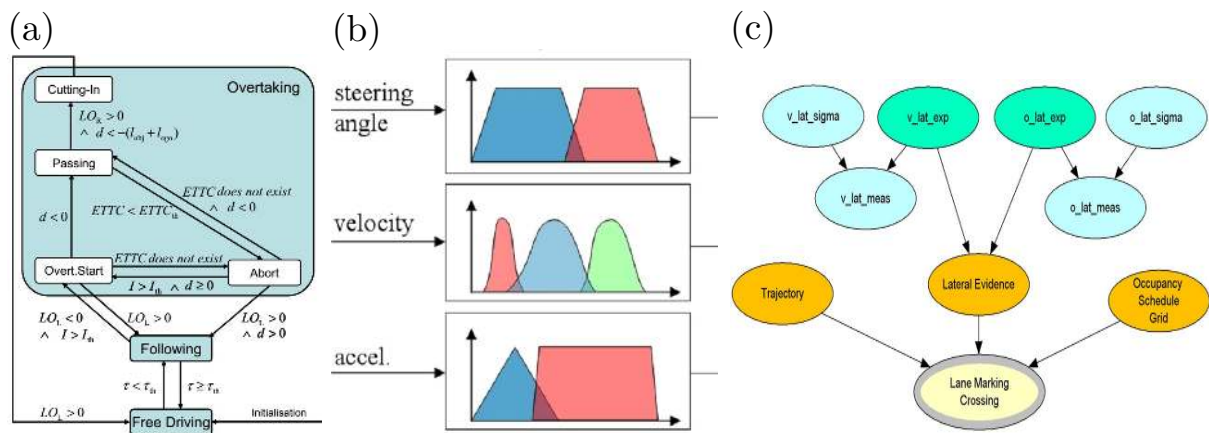 (a)
(b)
(c)
Overtaking
Cutting-In
LO_R > 0
∧ d < -(l_obj + l_ego)
Passing
ETTC does not exist
∧ d < 0
ETTC < ETTC_th
d < 0
ETTC does not exist
Overt.Start
Abort
I > I_th ∧ d ≥ 0
LO_L < 0
∧ I > I_th
LO_L > 0
LO_L > 0
∧ d > 0
Following
τ < τ_th
τ ≥ τ_th
LO_L > 0
Initialisation
Free Driving
steering
angle
velocity
accel.
v_lat_sigma
v_lat_exp
o_lat_exp
o_lat_sigma
v_lat_meas
o_lat_meas
Trajectory
Lateral Evidence
Occupancy
Schedule
Grid
Lane Marking
Crossing